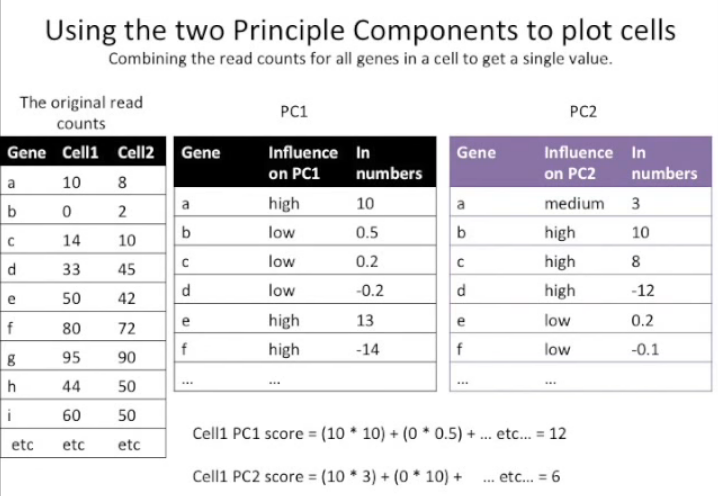 Using the two Principle Components to plot cells
Combining the read counts for all genes in a cell to get a single value.
The original read
counts
Gene Cell1 Cell2
a 10 8
b 0 2
c 14 10
d 33 45
e 50 42
f 80 72
g 95 90
h 44 50
i 60 50
etc etc etc
PC1
Gene Influence In
on PC1 numbers
a high 10
b low 0.5
c low 0.2
d low -0.2
e high 13
f high -14
... ...
PC2
Gene Influence In
on PC2 numbers
a medium 3
b high 10
c high 8
d high -12
e low 0.2
f low -0.1
... ...
Cell1 PC1 score = (10 * 10) + (0 * 0.5) + ... etc... = 12
Cell1 PC2 score = (10 * 3) + (0 * 10) + ... etc... = 6